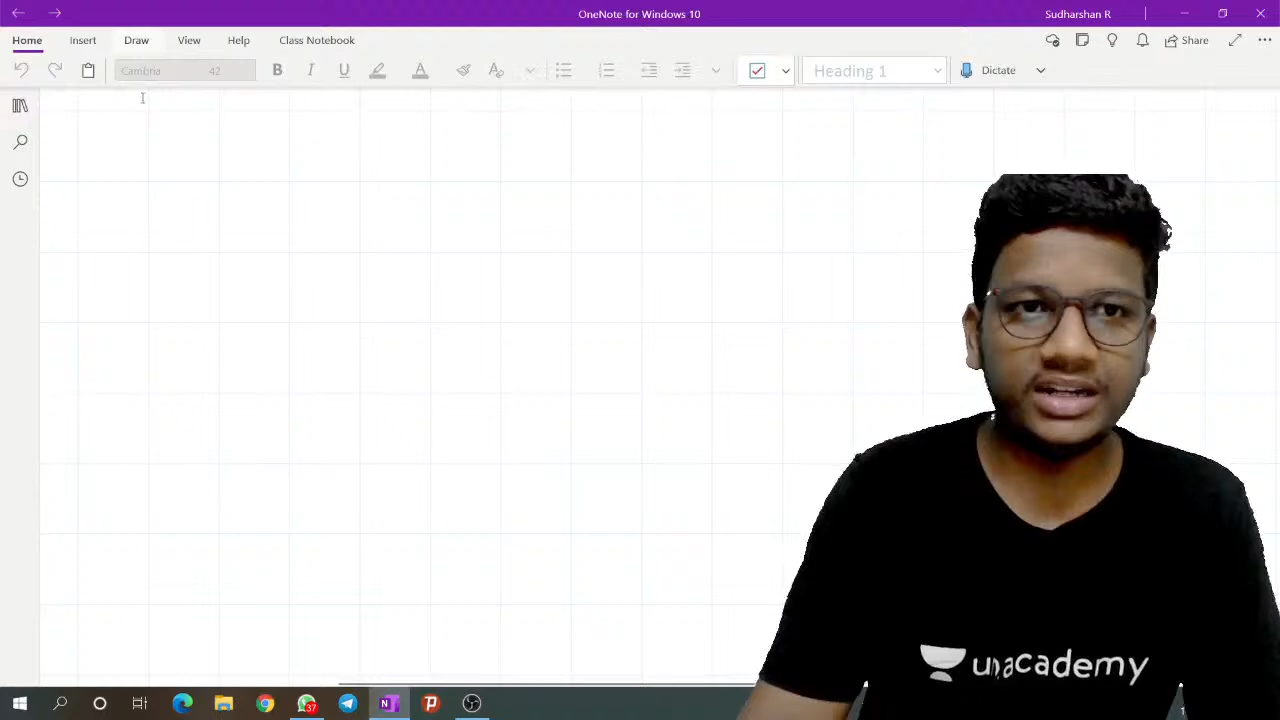 OneNote for Windows 10
Sudharshan R
Home
Insert
Draw
View
Help
Class Notebook
Share
Cambria
42
B
I
U
A
Heading 1
Dictate
unacademy
37